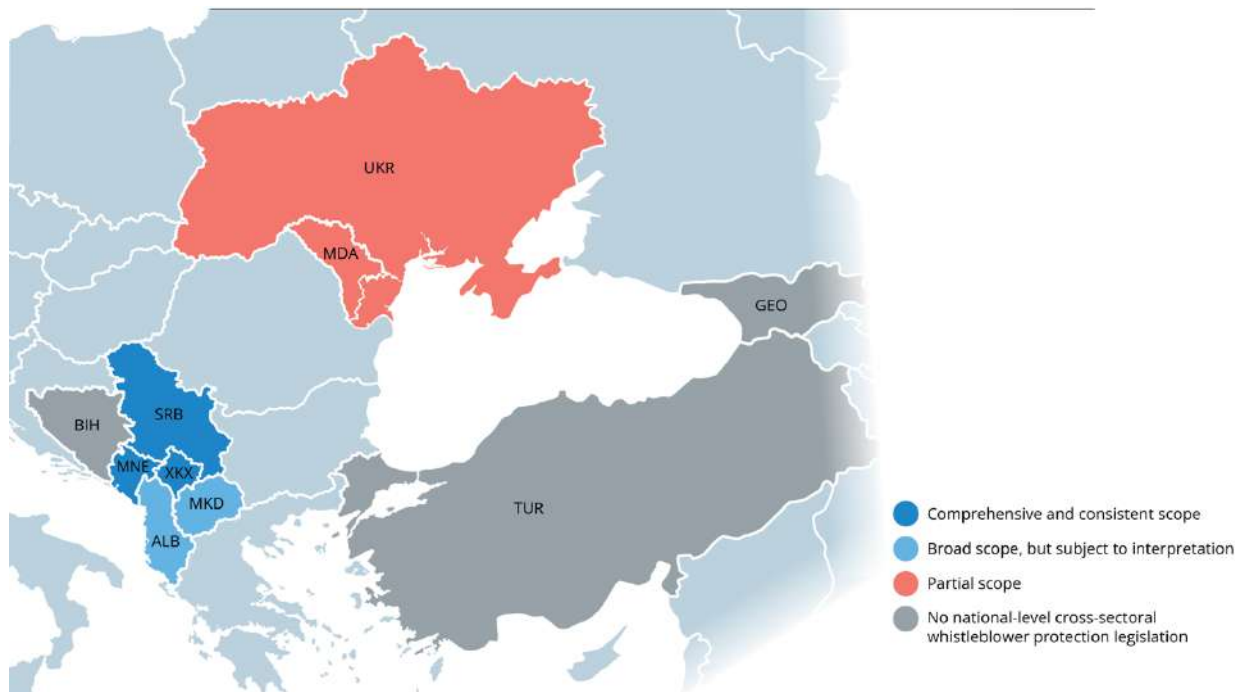 UKR
MDA
GEO
SRB
BIH
MNE
XKX
MKD
TUR
ALB
Comprehensive and consistent scope
Broad scope, but subject to interpretation
Partial scope
No national-level cross-sectoral
whistleblower protection legislation